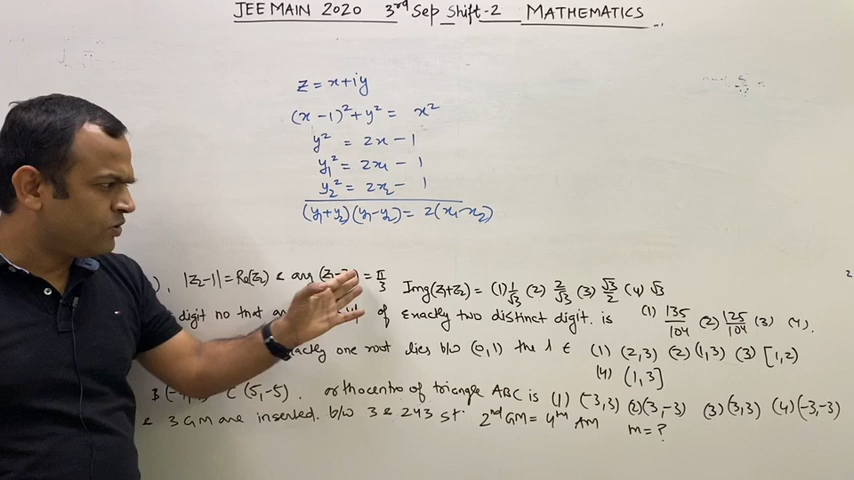 JEE MAIN 2020 3rd Sep Shift-2 MATHEMATICS
z = x+iy
(x-1)² + y² = x²
y² = 2x - 1
y₁² = 2x₁ - 1
y₂² = 2x₂ - 1
(y₁+y₂)(y₁-y₂) = 2(x₁-x₂)
), |z₂-1| = Re(z₂) & arg (z₁- ) = π/3 Img(z₁+z₂) = (1) 1/√3 (2) 2/√3 (3) √3/2 (4) √3
digit no that of exactly two distinct digit. is (1) 135/104 (2) 125/104 (3) (4).
exactly one root lies b/w (0,1) the λ ∈ (1) (2,3) (2) (1,3) (3) [1,2)
(4) (1,3]
C (5,-5). orthocentre of triangle ABC is (1) (-3,3) (2) (3,-3) (3) (3,3) (4) (-3,-3)
& 3 GM are inserted. b/w 3 & 243 st. 2nd GM = 4th AM m = ?
2